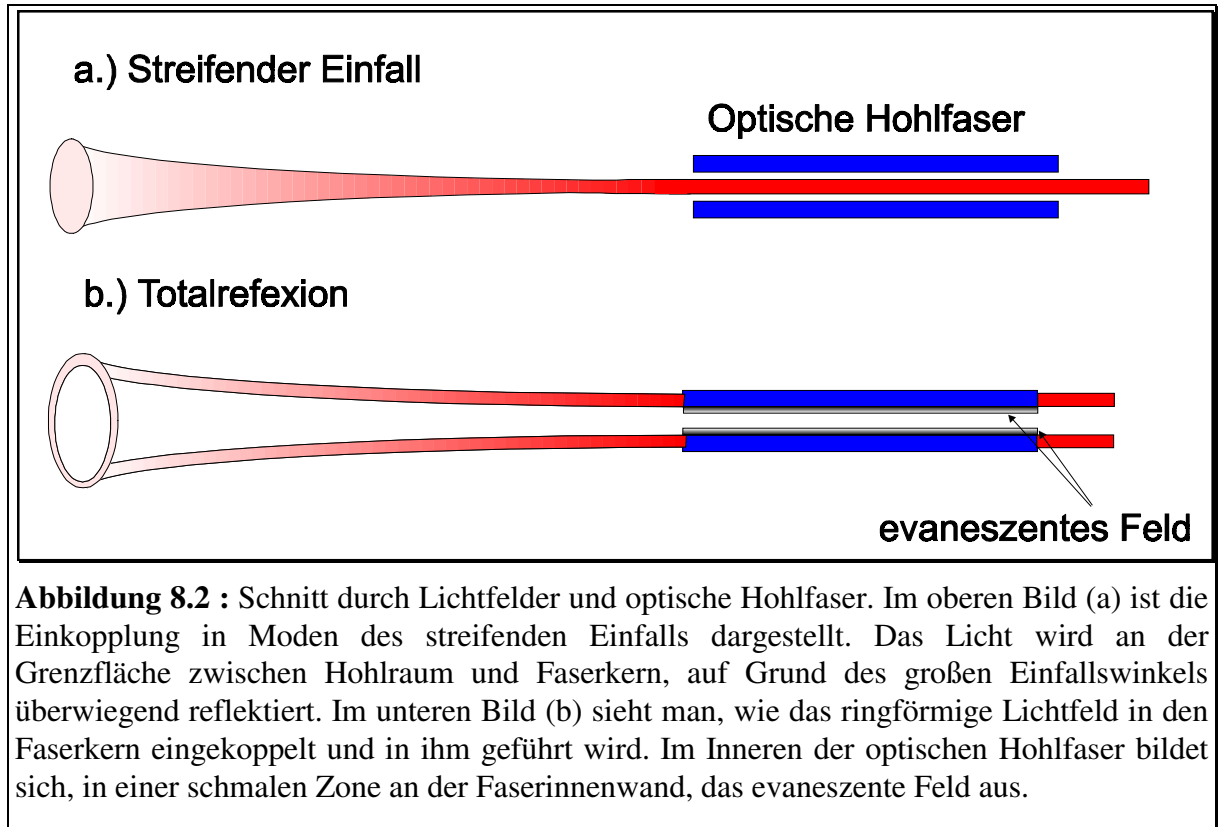 a.) Streifender Einfall
Optische Hohlfaser
b.) Totalrefexion
evaneszentes Feld
Abbildung 8.2 : Schnitt durch Lichtfelder und optische Hohlfaser. Im oberen Bild (a) ist die
Einkopplung in Moden des streifenden Einfalls dargestellt. Das Licht wird an der
Grenzfläche zwischen Hohlraum und Faserkern, auf Grund des großen Einfallswinkels
überwiegend reflektiert. Im unteren Bild (b) sieht man, wie das ringförmige Lichtfeld in den
Faserkern eingekoppelt und in ihm geführt wird. Im Inneren der optischen Hohlfaser bildet
sich, in einer schmalen Zone an der Faserinnenwand, das evaneszente Feld aus.